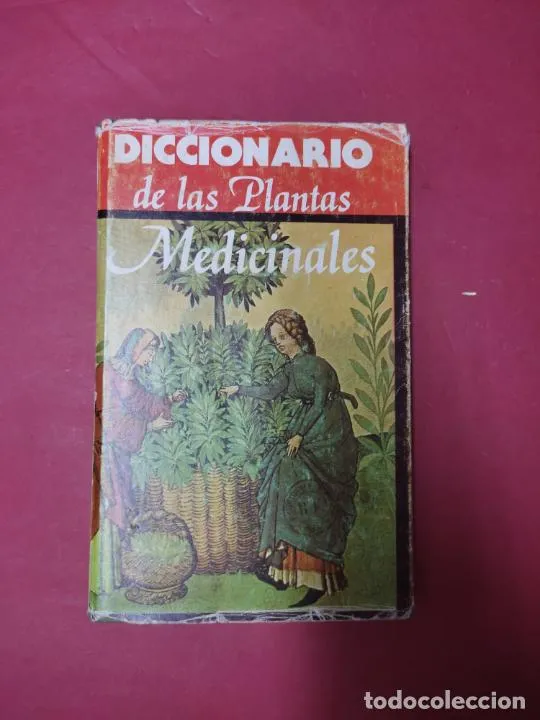 DICCIONARIO
de las Plantas
Medicinales
todocoleccion